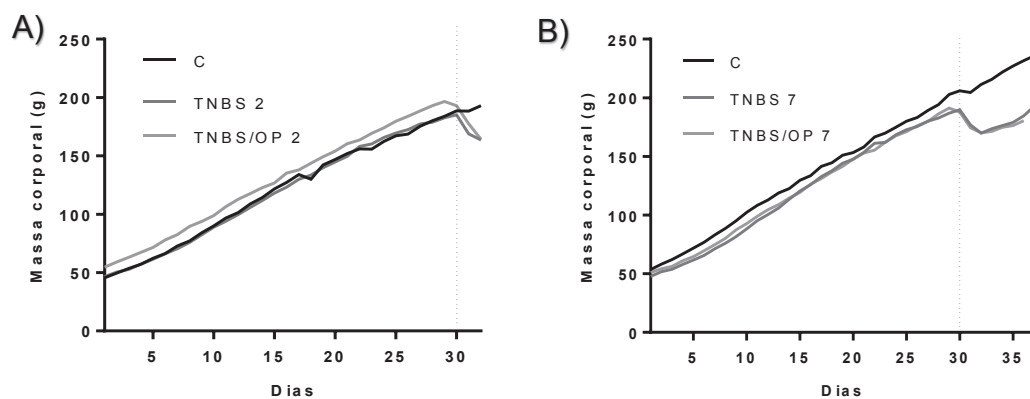 A)
250
200
150
100
50
0
Massa corporal (g)
C
TNBS 2
TNBS/OP 2
5 10 15 20 25 30
Dias
B)
250
200
150
100
50
0
Massa corporal (g)
C
TNBS 7
TNBS/OP 7
5 10 15 20 25 30 35
Dias